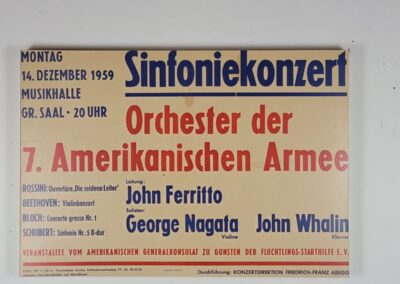 MONTAG
14. DEZEMBER 1959
MUSIKHALLE
GR. SAAL • 20 UHR
Sinfoniekonzert
Orchester der
7. Amerikanischen Armee
ROSSINI: Ouvertüre „Die seidene Leiter'
BEETHOVEN: Violinkonzert
BLOCH: Concerto grosso Nr. 1
SCHUBERT: Sinfonie Nr. 5 B-dur
Leitung:
John Ferritto
Solisten:
George Nagata John Whalin
Violine Klavier
VERANSTALTET VOM AMERIKANISCHEN GENERALKONSULAT ZU GUNSTEN DER FLÜCHTLINGS-STARTHILFE E. V.
Durchführung: KONZERTDIREKTION FRIEDRICH-FRANZ ABEGG